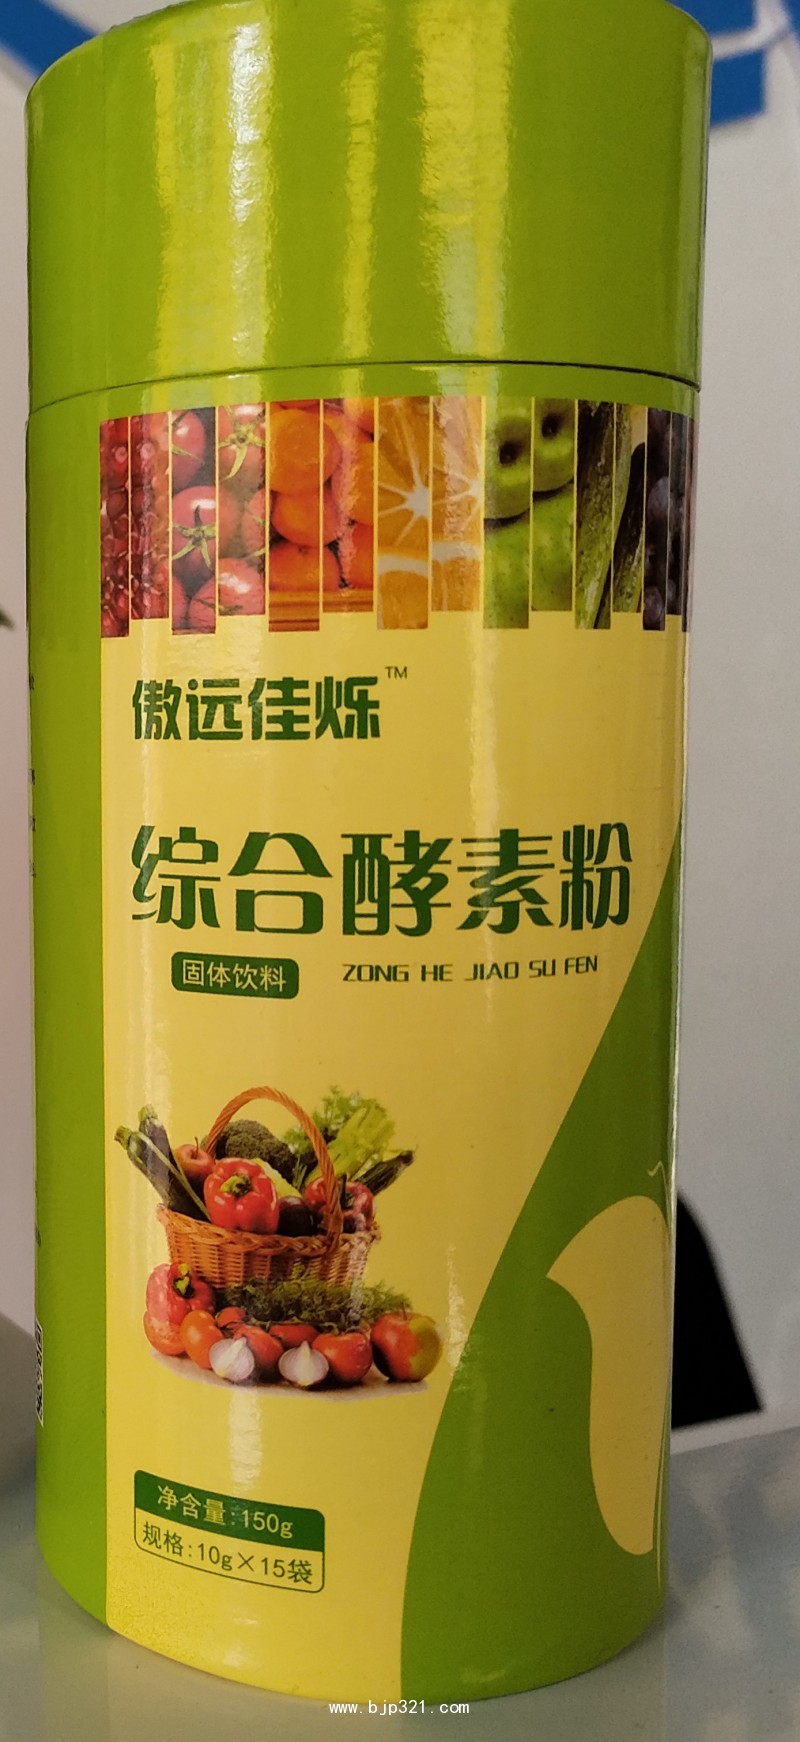 傲远佳烁™
综合酵素粉
固体饮料 ZONG HE JIAO SU FEN
净含量:150g
规格:10g×15袋
www.bjp321.com